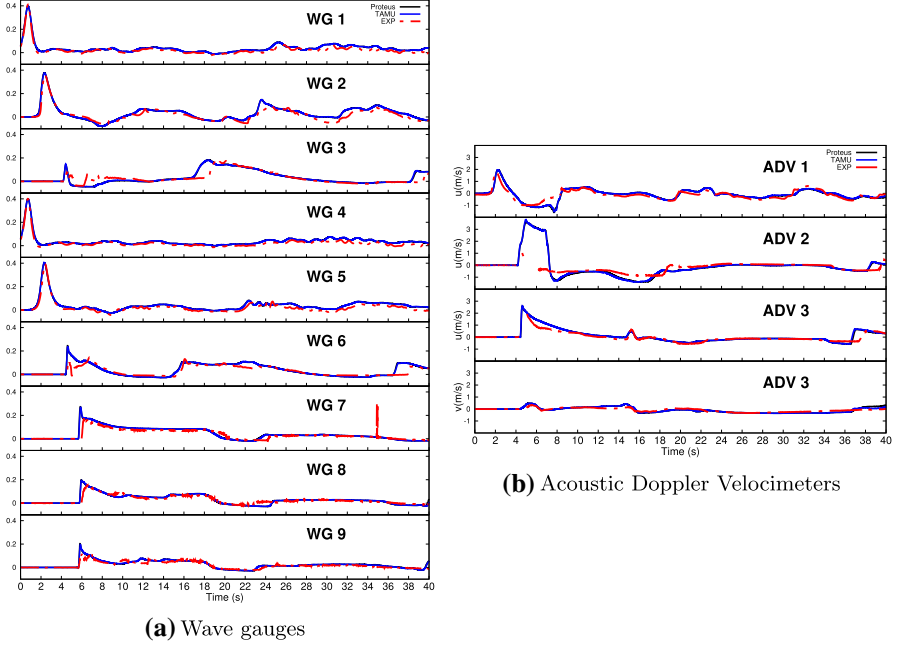 0.4
0.2
0
WG 1
Proteus
TAMU
EXP
0.4
0.2
0
WG 2
0.4
0.2
0
WG 3
0.4
0.2
0
WG 4
0.4
0.2
0
WG 5
0.4
0.2
0
WG 6
0.4
0.2
0
WG 7
0.4
0.2
0
WG 8
0.4
0.2
0
WG 9
0 2 4 6 8 10 12 14 16 18 20 22 24 26 28 30 32 34 36 38 40
Time (s)
(a) Wave gauges
3
2
1
0
-1
u(m/s)
ADV 1
Proteus
TAMU
EXP
3
2
1
0
-1
u(m/s)
ADV 2
3
2
1
0
-1
u(m/s)
ADV 3
3
2
1
0
-1
v(m/s)
ADV 3
0 2 4 6 8 10 12 14 16 18 20 22 24 26 28 30 32 34 36 38 40
Time (s)
(b) Acoustic Doppler Velocimeters